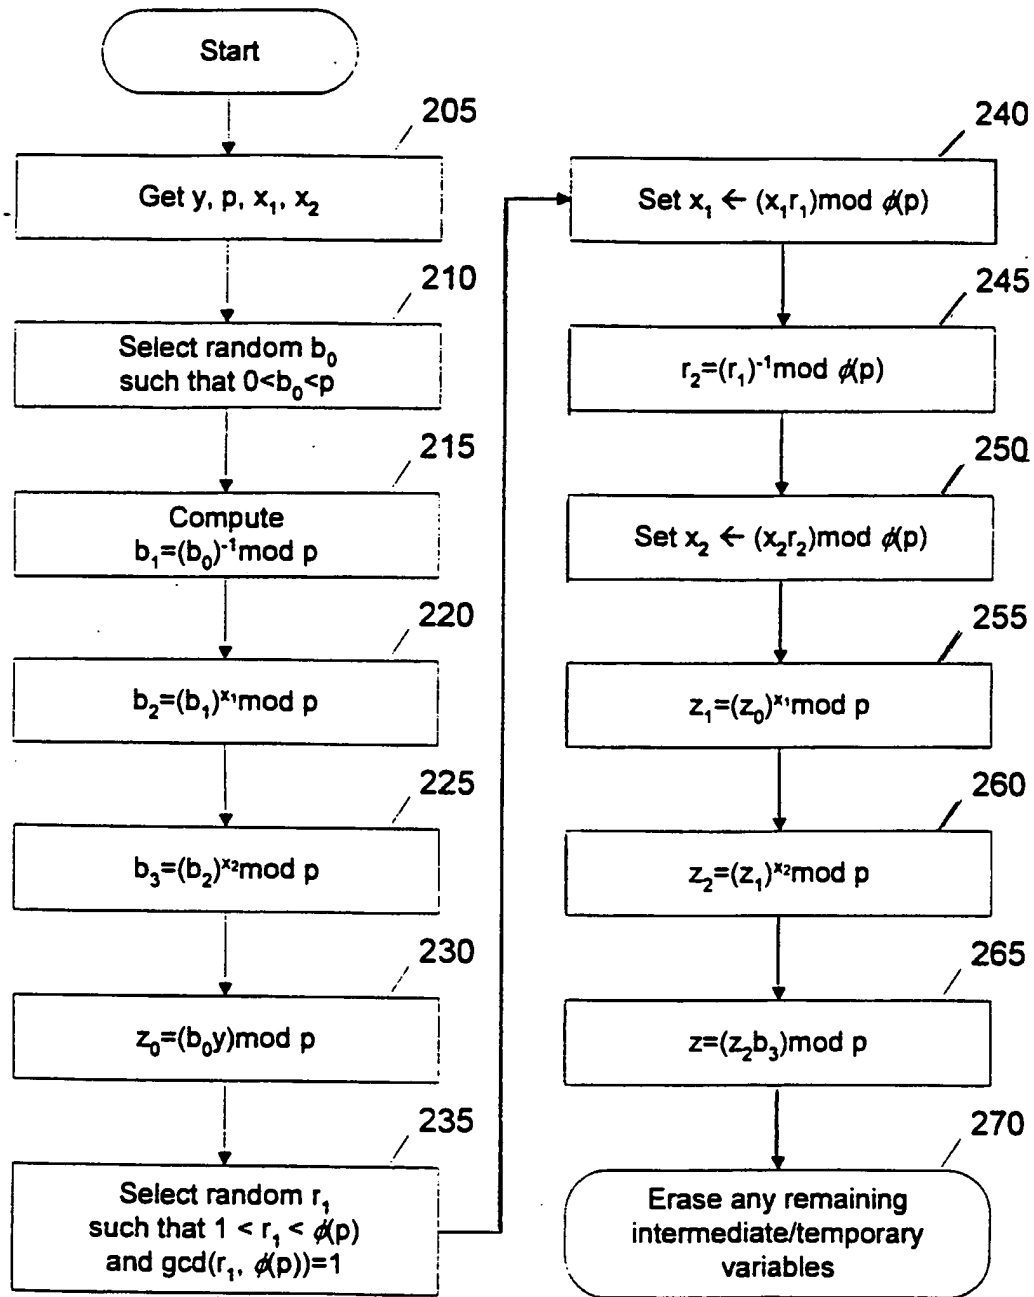 Start
205
Get y, p, x₁, x₂
210
Select random b₀
such that 0<b₀<p
215
Compute
b₁=(b₀)⁻¹mod p
220
b₂=(b₁)^x₁mod p
225
b₃=(b₂)^x₂mod p
230
z₀=(b₀y)mod p
235
Select random r₁
such that 1 < r₁ < ϕ(p)
and gcd(r₁, ϕ(p))=1
240
Set x₁ ← (x₁r₁)mod ϕ(p)
245
r₂=(r₁)⁻¹mod ϕ(p)
250
Set x₂ ← (x₂r₂)mod ϕ(p)
255
z₁=(z₀)^x₁mod p
260
z₂=(z₁)^x₂mod p
265
z=(z₂b₃)mod p
270
Erase any remaining
intermediate/temporary
variables